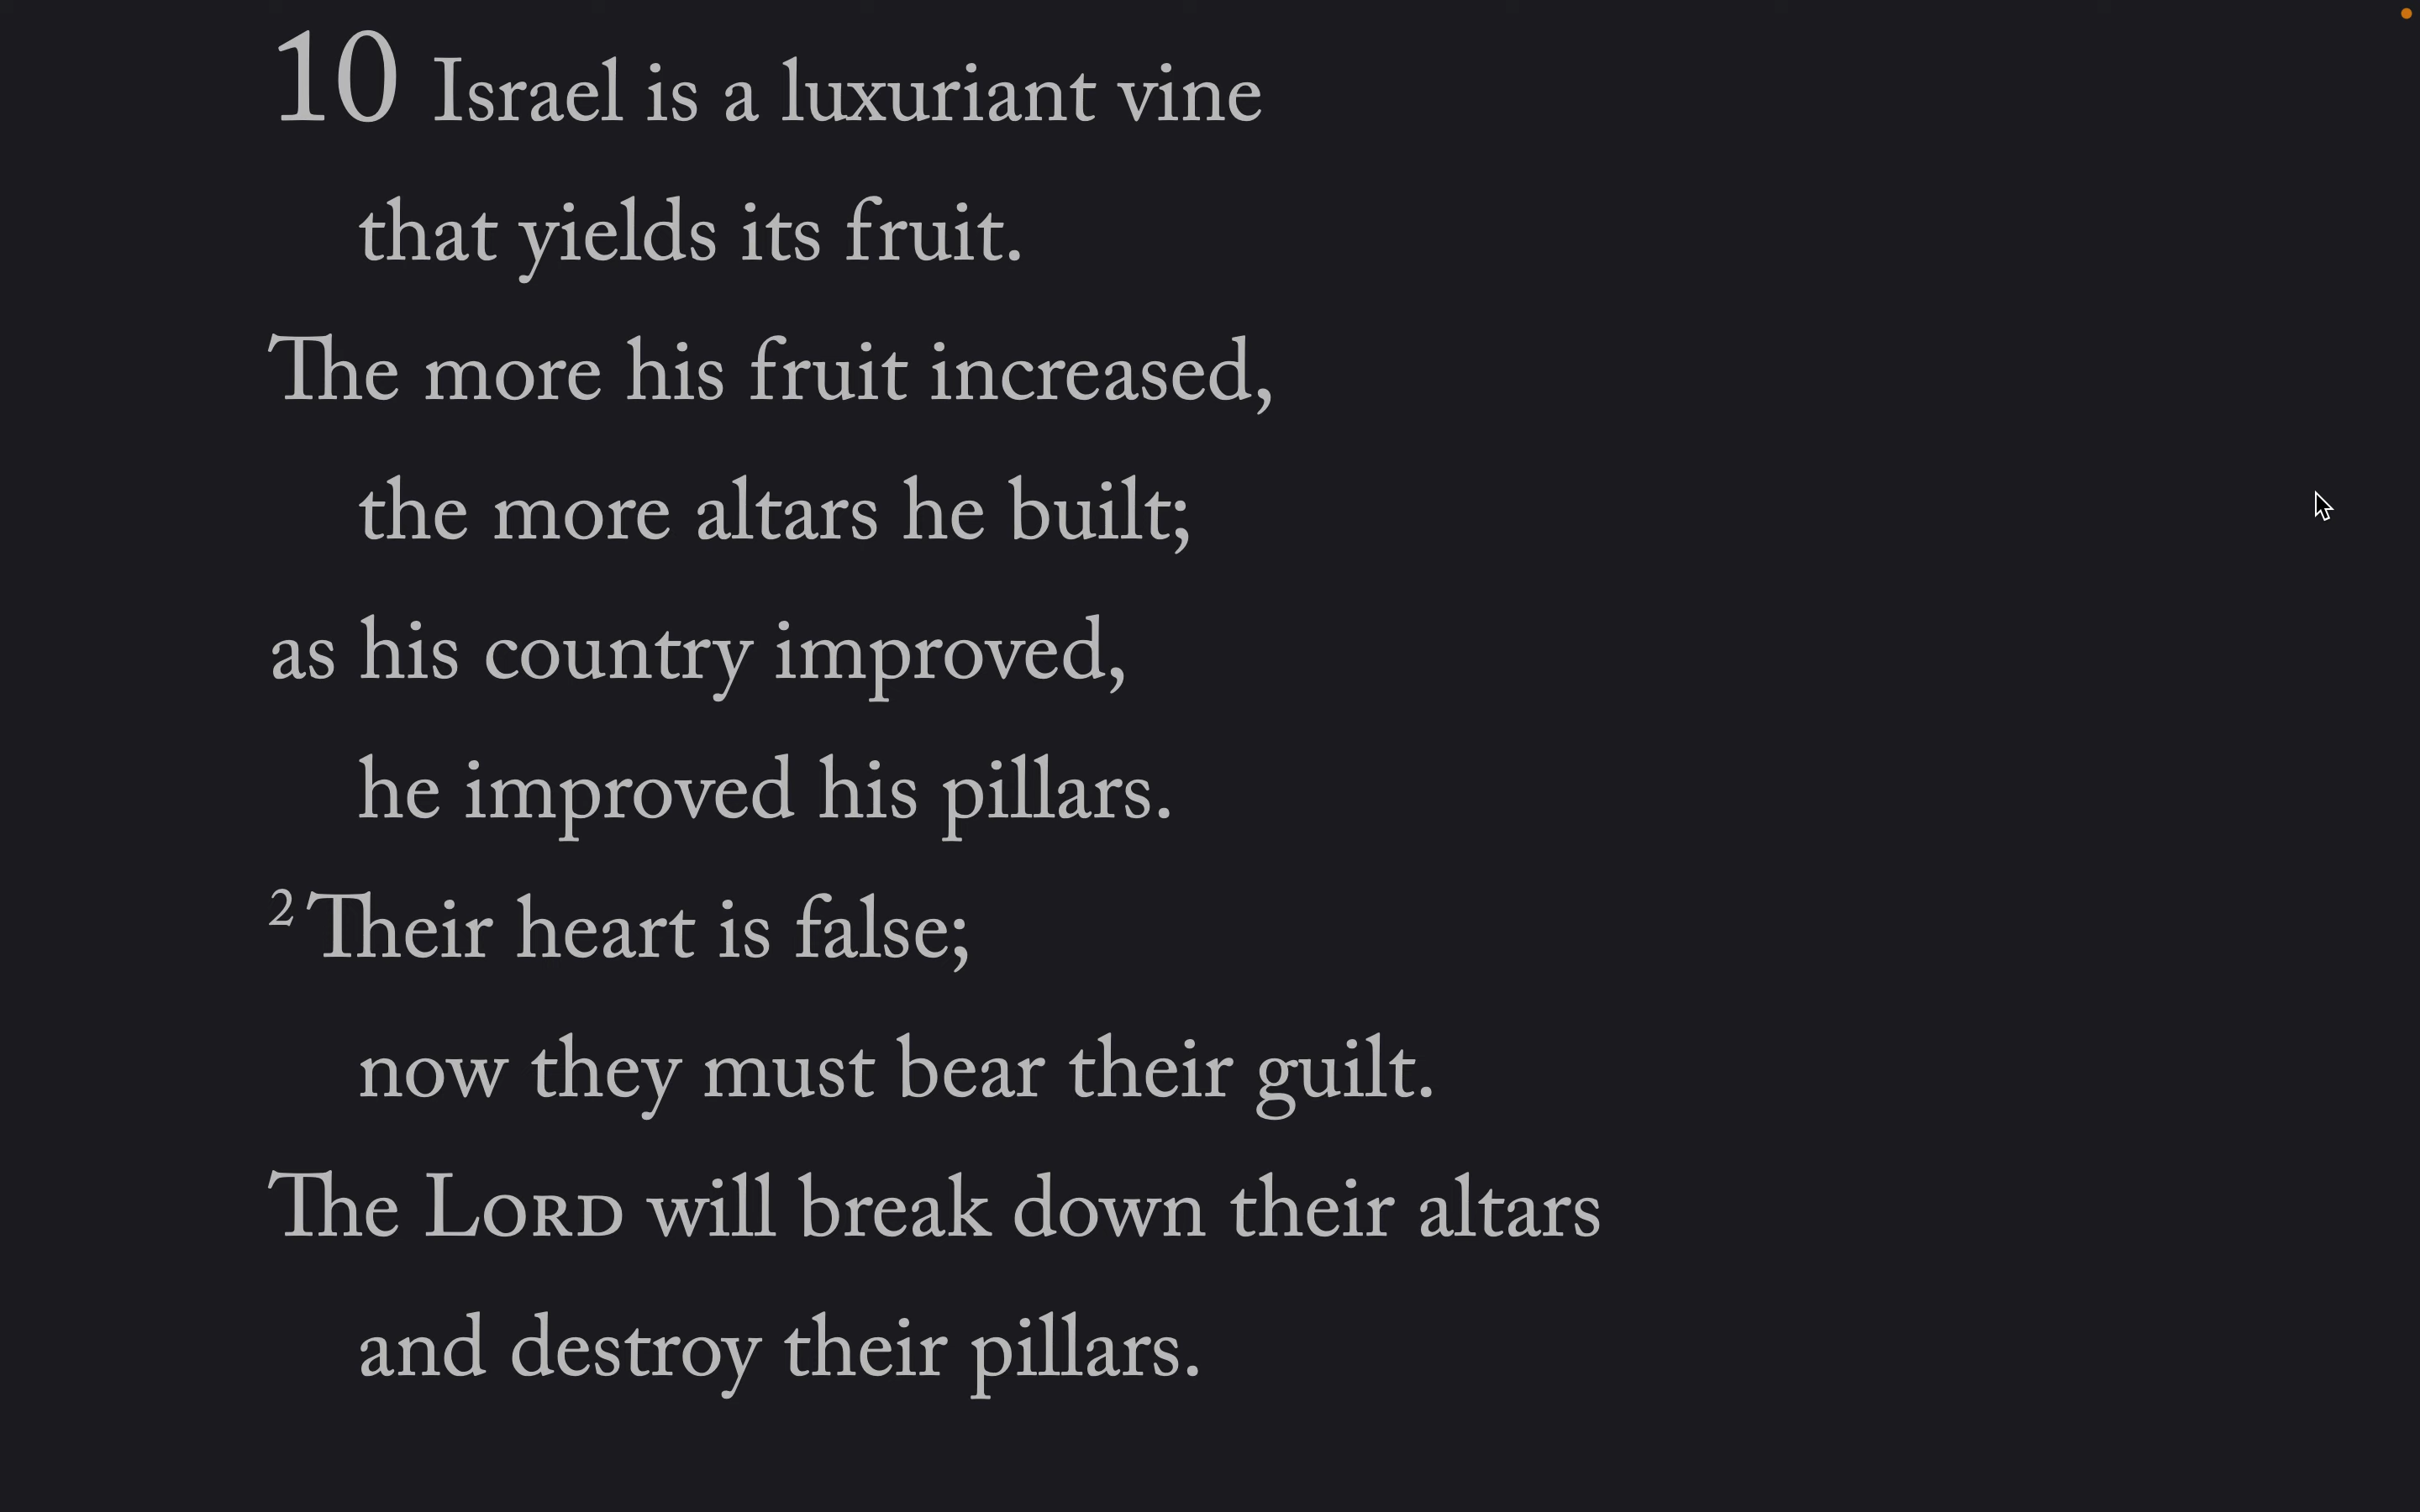 10 Israel is a luxuriant vine
that yields its fruit.
The more his fruit increased,
the more altars he built;
as his country improved,
he improved his pillars.
2 Their heart is false;
now they must bear their guilt.
The LORD will break down their altars
and destroy their pillars.